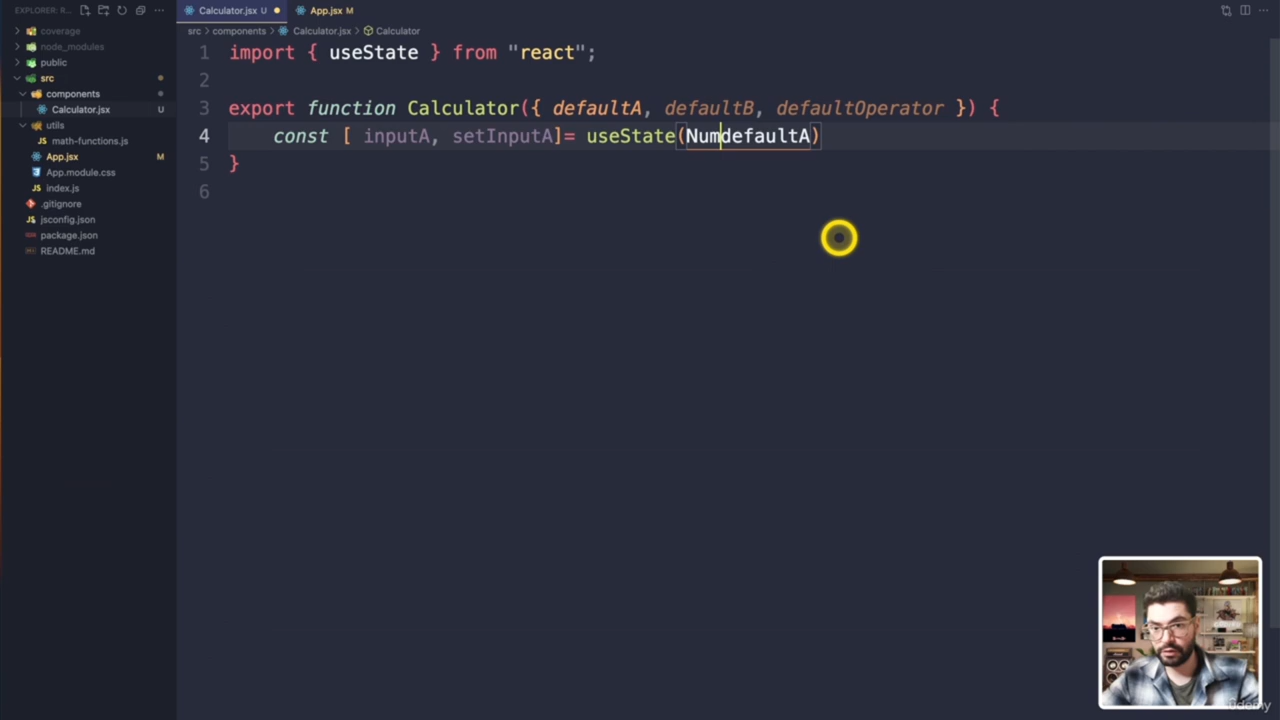 EXPLORER: R...
Calculator.jsx U
App.jsx M
coverage
node_modules
public
src
components
Calculator.jsx U
utils
math-functions.js
App.jsx M
App.module.css
index.js
.gitignore
jsconfig.json
package.json
README.md
src > components > Calculator.jsx > Calculator
1 import { useState } from "react";
2
3 export function Calculator({ defaultA, defaultB, defaultOperator }) {
4 const [ inputA, setInputA]= useState(NumdefaultA)
5 }
6
udemy